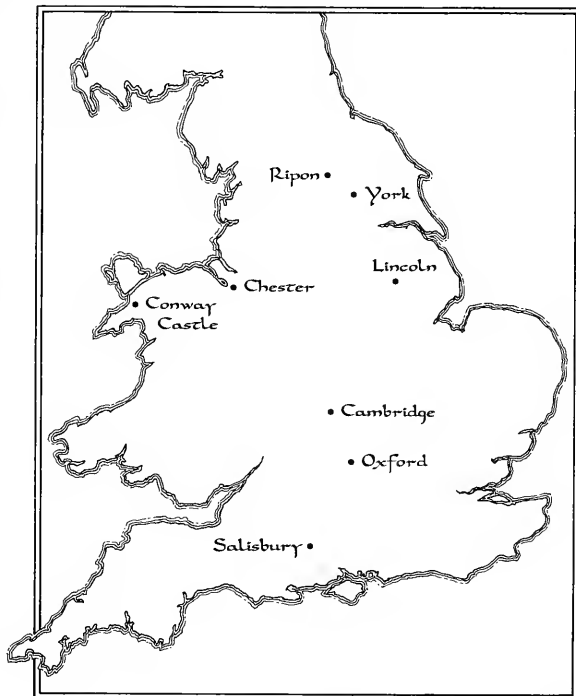 Ripon
York
Lincoln
Chester
Conway
Castle
Cambridge
Oxford
Salisbury